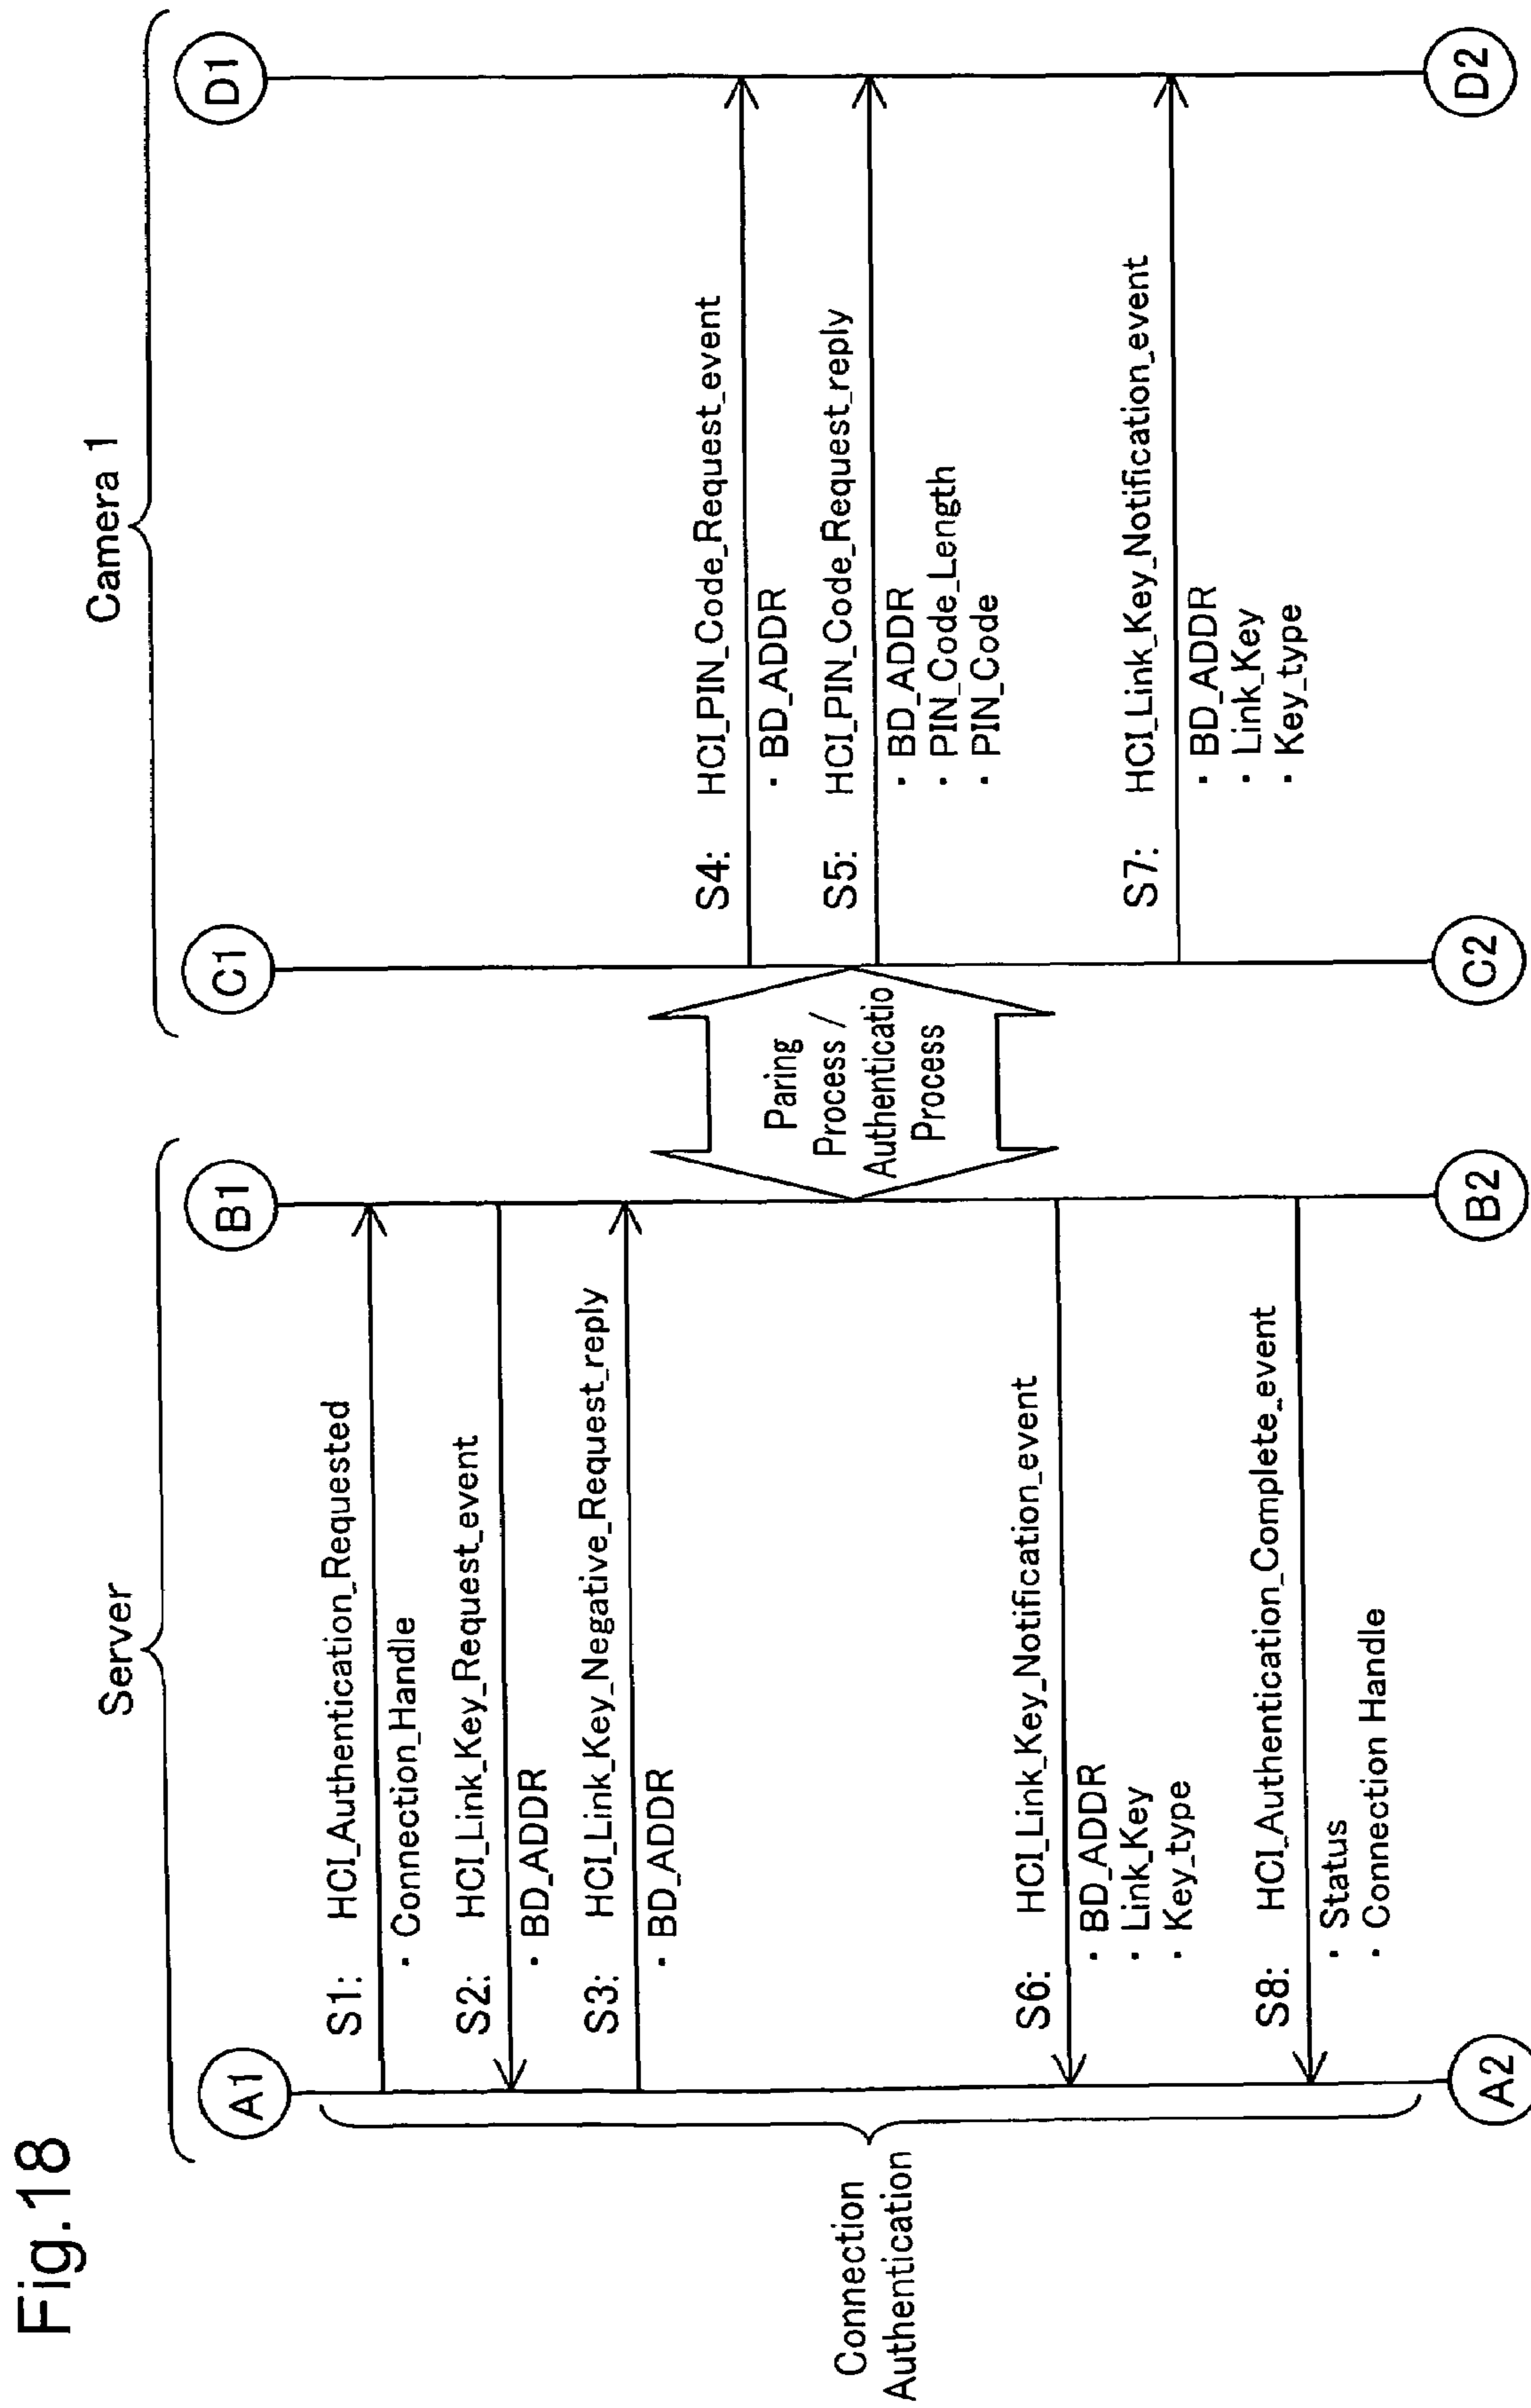 Fig.18
Server
Camera 1
A1
B1
C1
D1
Connection
Authentication
S1: HCI_Authentication_Requested
・Connection_Handle
S2: HCI_Link_Key_Request_event
・BD_ADDR
S3: HCI_Link_Key_Negative_Request_reply
・BD_ADDR
Paring
Process /
Authenticatio
Process
S4: HCI_PIN_Code_Request_event
・BD_ADDR
S5: HCI_PIN_Code_Request_reply
・BD_ADDR
・PIN_Code_Length
・PIN_Code
S6: HCI_Link_Key_Notification_event
・BD_ADDR
・Link_Key
・Key_type
S7: HCI_Link_Key_Notification_event
・BD_ADDR
・Link_Key
・Key_type
S8: HCI_Authentication_Complete_event
・Status
・Connection Handle
A2
B2
C2
D2